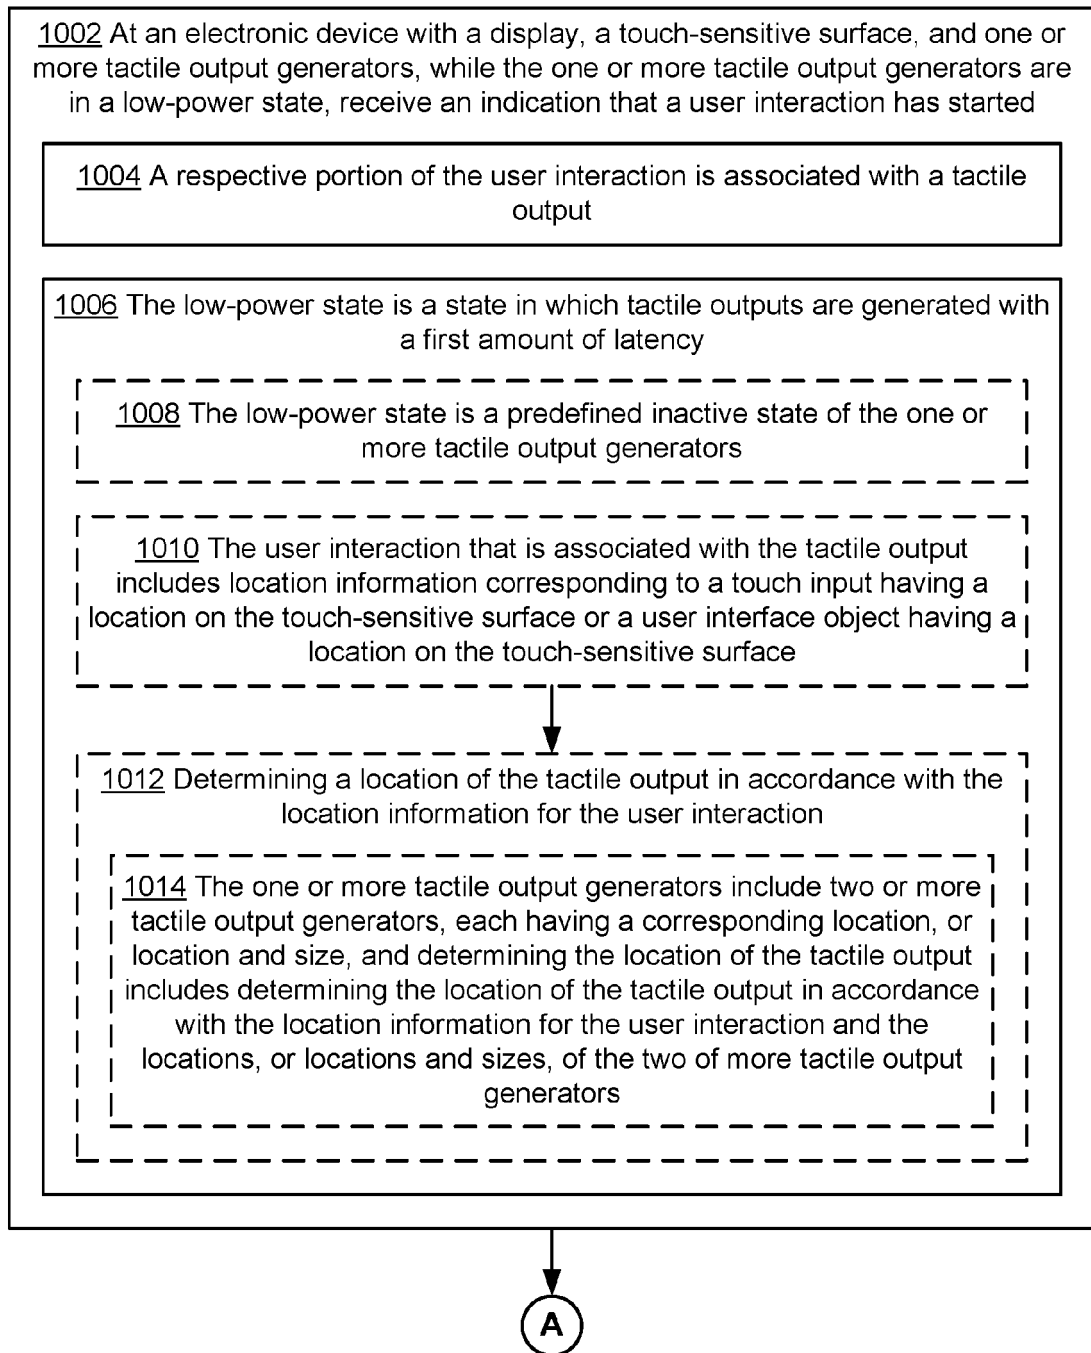 1002 At an electronic device with a display, a touch-sensitive surface, and one or
more tactile output generators, while the one or more tactile output generators are
in a low-power state, receive an indication that a user interaction has started
1004 A respective portion of the user interaction is associated with a tactile
output
1006 The low-power state is a state in which tactile outputs are generated with
a first amount of latency
1008 The low-power state is a predefined inactive state of the one or
more tactile output generators
1010 The user interaction that is associated with the tactile output
includes location information corresponding to a touch input having a
location on the touch-sensitive surface or a user interface object having a
location on the touch-sensitive surface
1012 Determining a location of the tactile output in accordance with the
location information for the user interaction
1014 The one or more tactile output generators include two or more
tactile output generators, each having a corresponding location, or
location and size, and determining the location of the tactile output
includes determining the location of the tactile output in accordance
with the location information for the user interaction and the
locations, or locations and sizes, of the two of more tactile output
generators
A